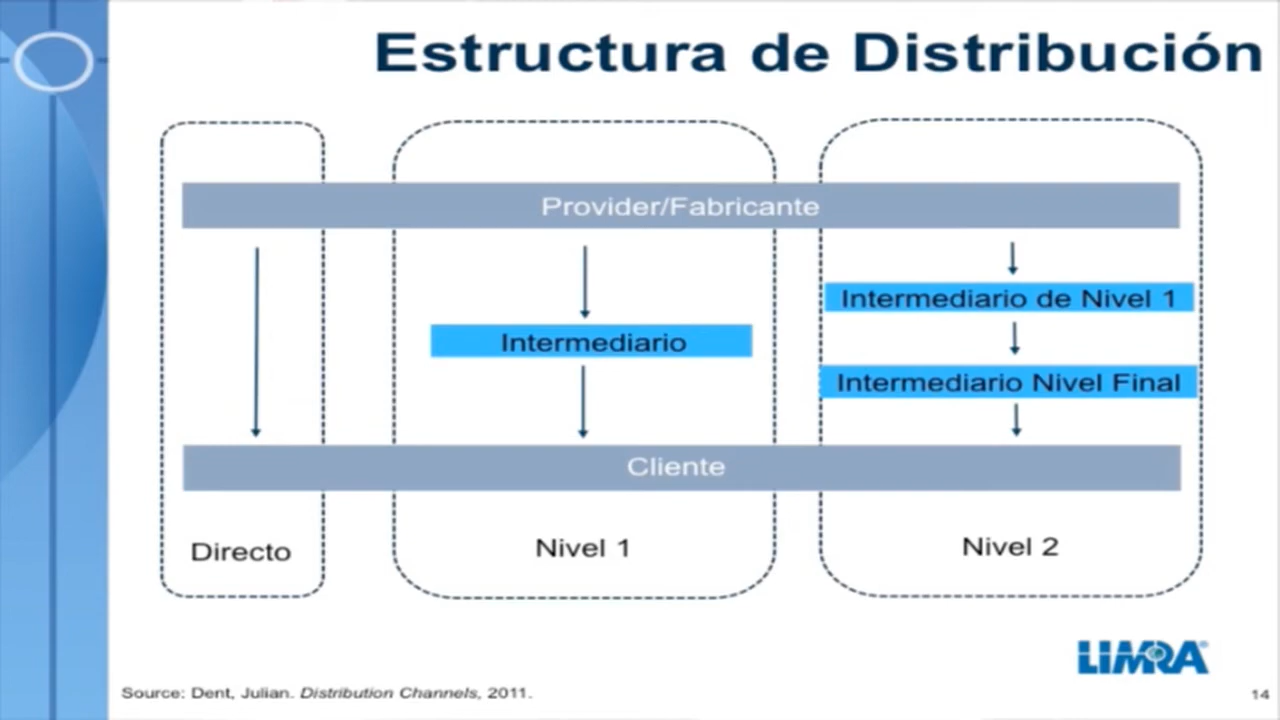 Estructura de Distribución
Provider/Fabricante
Intermediario de Nivel 1
Intermediario
Intermediario Nivel Final
Cliente
Directo
Nivel 1
Nivel 2
LIMRA
Source: Dent, Julian. Distribution Channels, 2011.
14